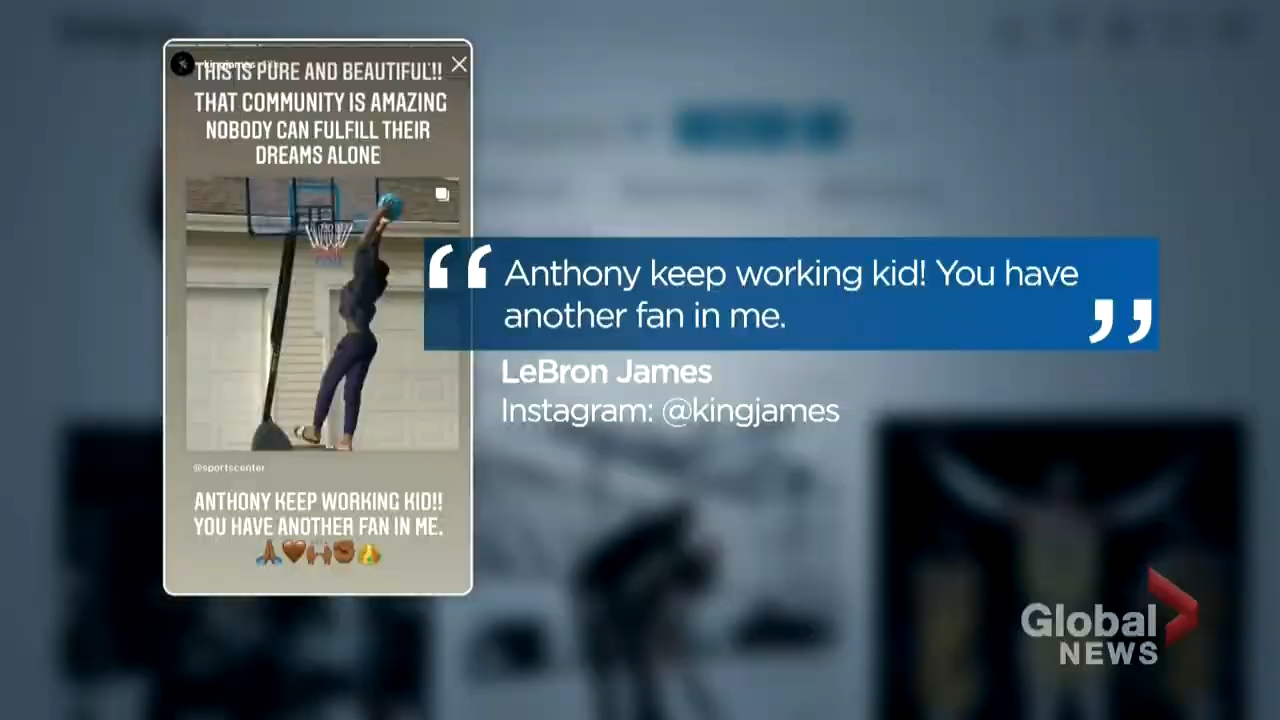 kingjames
THIS IS PURE AND BEAUTIFUL!!
THAT COMMUNITY IS AMAZING
NOBODY CAN FULFILL THEIR
DREAMS ALONE
@sportscenter
ANTHONY KEEP WORKING KID!!
YOU HAVE ANOTHER FAN IN ME.
“ Anthony keep working kid! You have
another fan in me. ”
LeBron James
Instagram: @kingjames
Global
NEWS